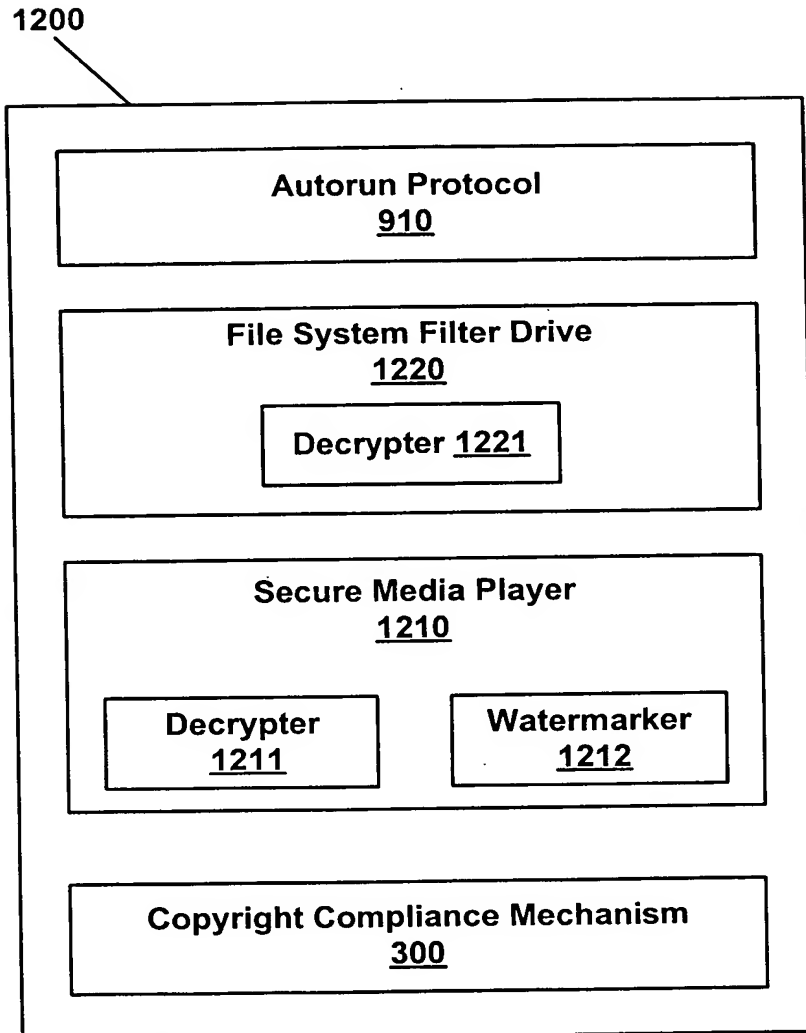 1200
Autorun Protocol
910
File System Filter Drive
1220
Decrypter 1221
Secure Media Player
1210
Decrypter
1211
Watermarker
1212
Copyright Compliance Mechanism
300